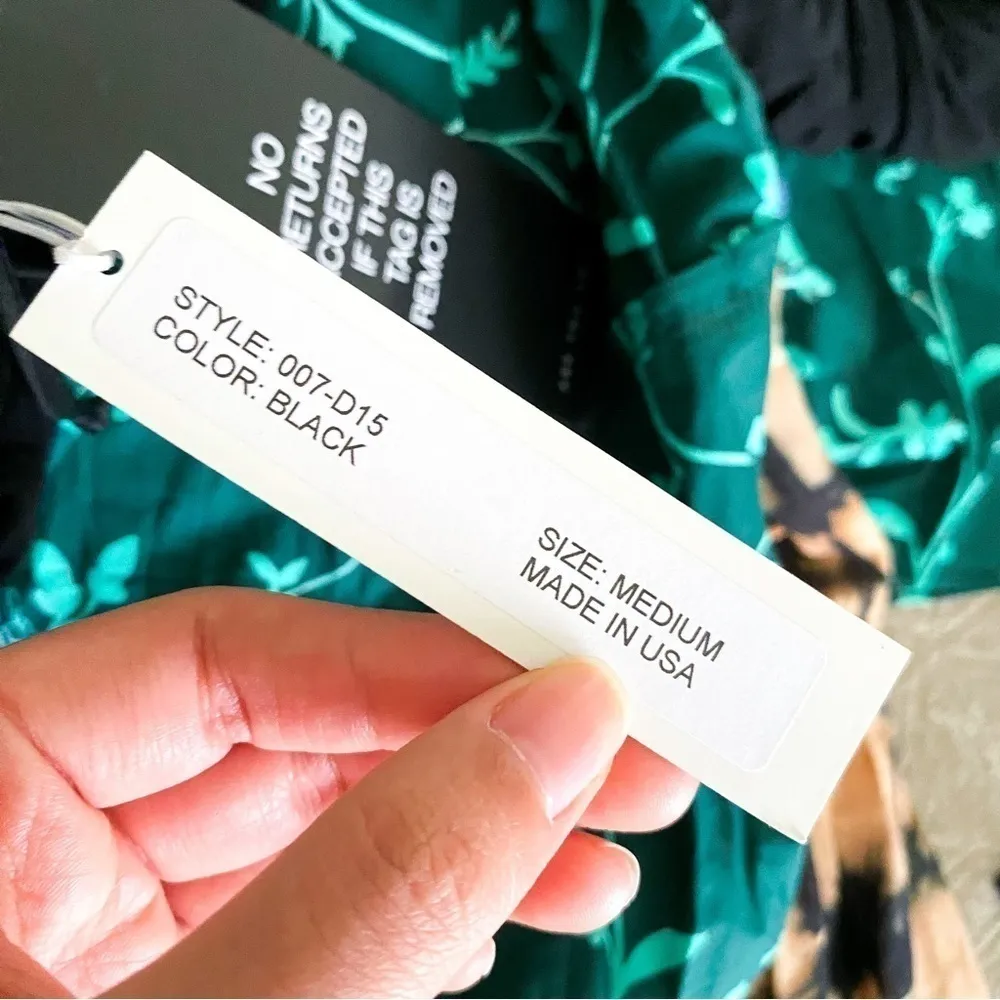 NO
RETURNS
ACCEPTED
IF THIS
TAG IS
REMOVED
STYLE: 007-D15
COLOR: BLACK
SIZE: MEDIUM
MADE IN USA